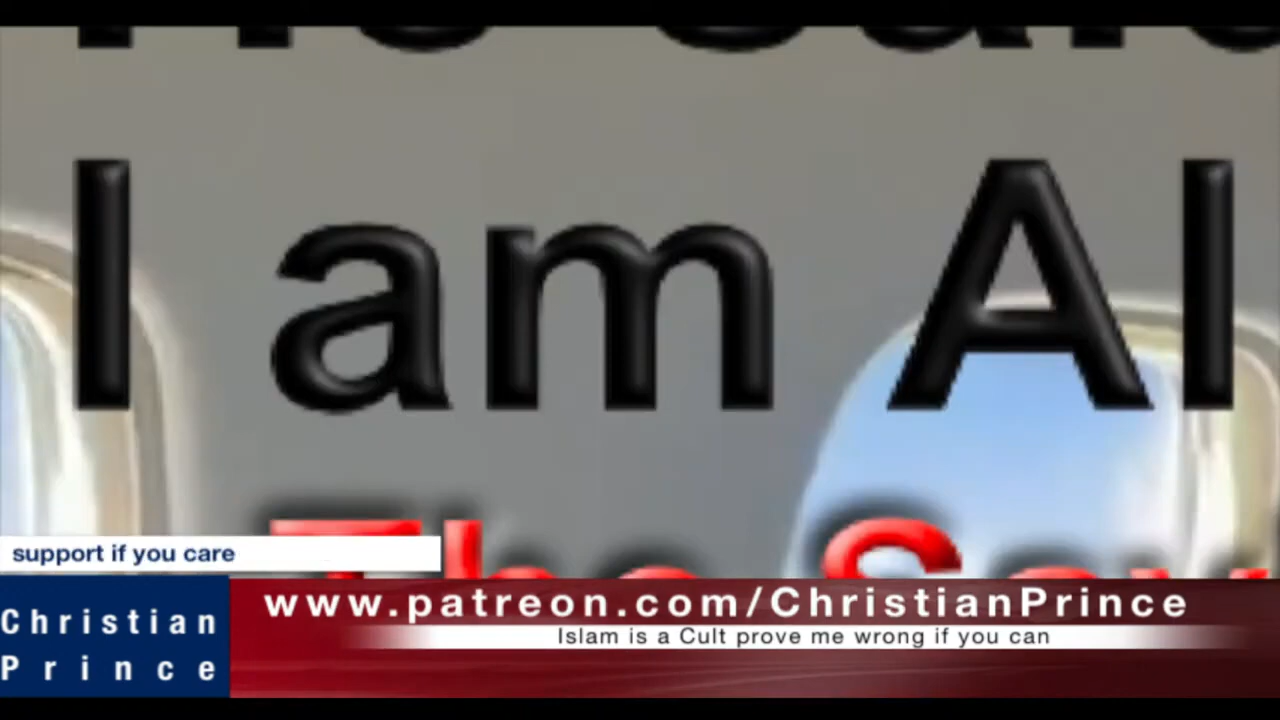 I am Al
The
support if you care
www.patreon.com/ChristianPrince
Islam is a Cult prove me wrong if you can
Christian
Prince